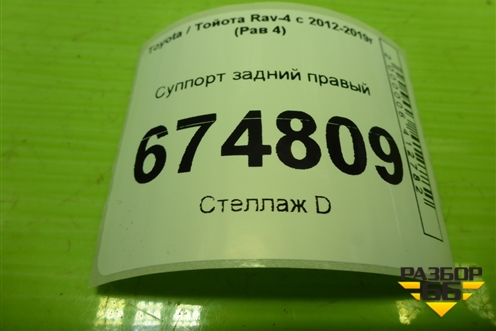 Toyota / Тойота Rav-4 с 2012-2019г
(Рав 4)
Суппорт задний правый
674809
Стеллаж D
РАЗБОР
66